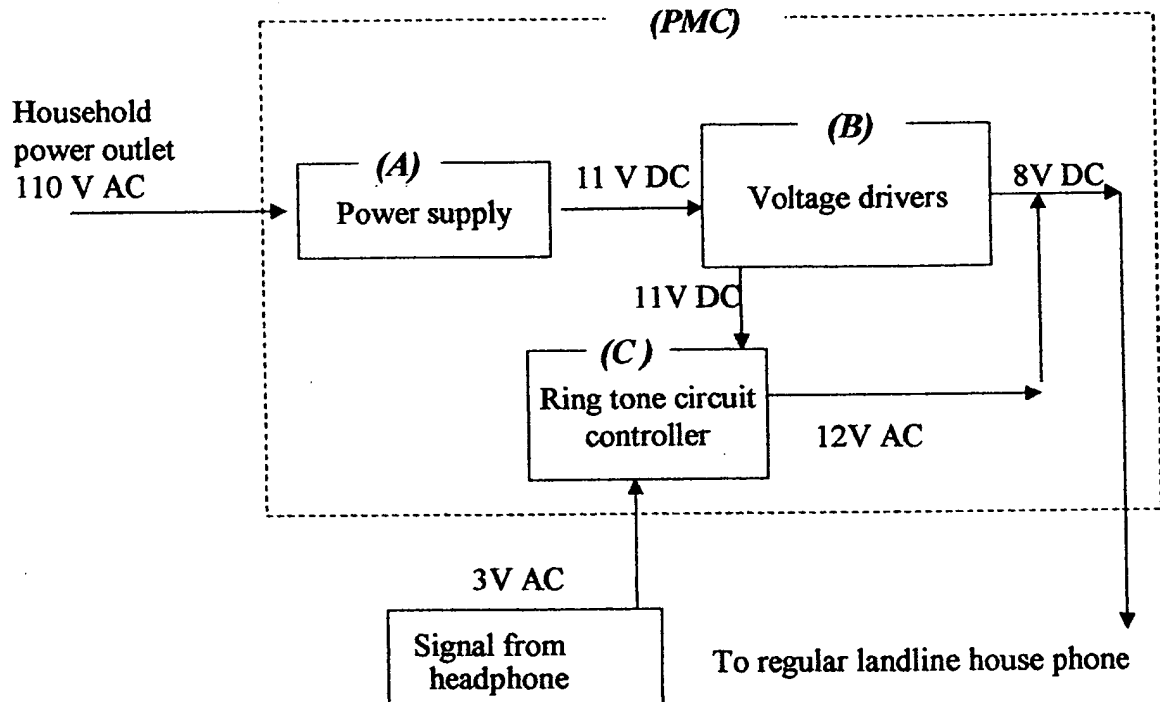 (PMC)
Household
power outlet
110 V AC
(A)
Power supply
11 V DC
(B)
Voltage drivers
8V DC
11V DC
(C )
Ring tone circuit
controller
12V AC
3V AC
Signal from
headphone
To regular landline house phone